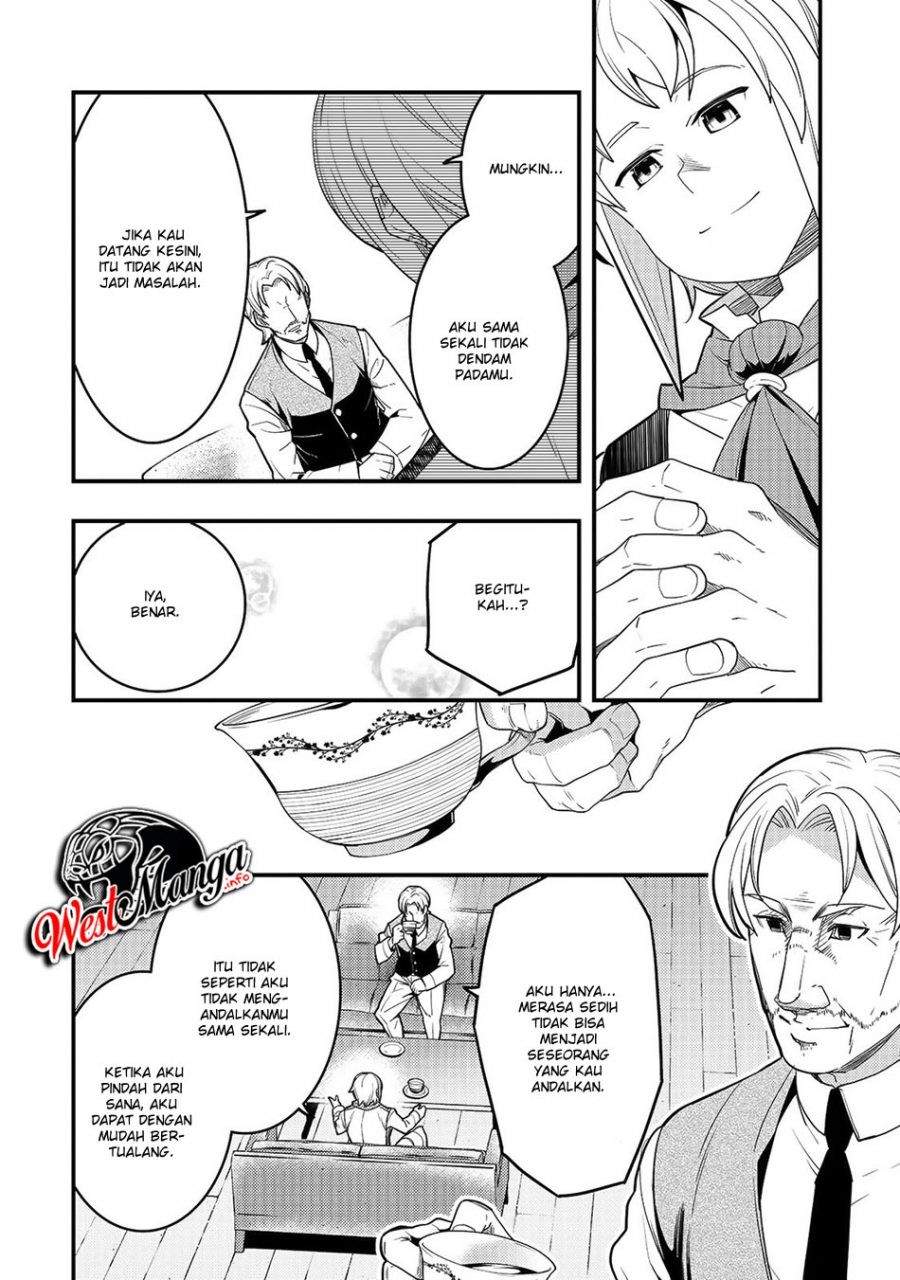 MUNGKIN...
AKU SAMA
SEKALI TIDAK
DENDAM
PADAMU.
JIKA KAU
DATANG KESINI,
ITU TIDAK AKAN
JADI MASALAH.
BEGITU-
KAH...?
IYA,
BENAR.
AKU HANYA...
MERASA SEDIH
TIDAK BISA
MENJADI
SESEORANG
YANG KAU
ANDALKAN.
ITU TIDAK
SEPERTI AKU
TIDAK MENG-
ANDALKANMU
SAMA SEKALI.
KETIKA AKU
PINDAH DARI
SANA, AKU
DAPAT DENGAN
MUDAH BER-
TUALANG.
WestManga
.info